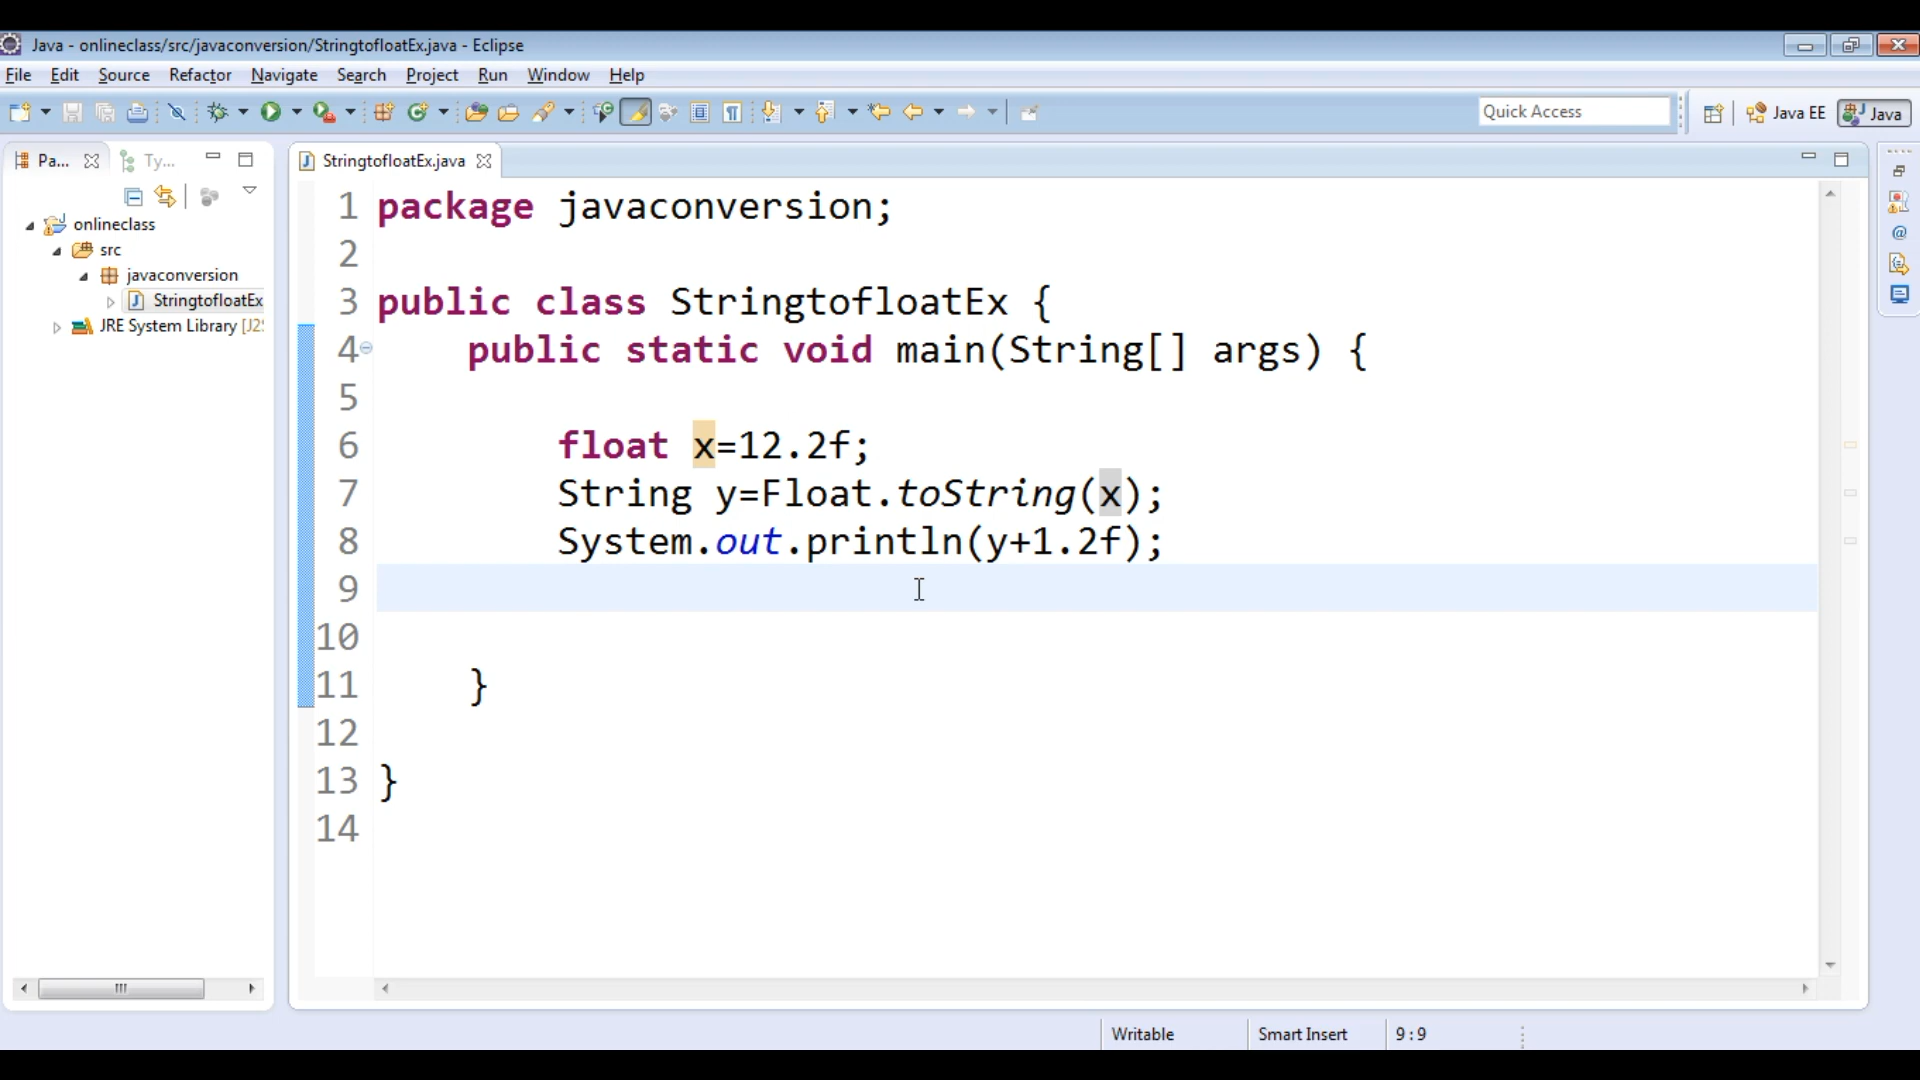 Java - onlineclass/src/javaconversion/StringtofloatEx.java - Eclipse
File Edit Source Refactor Navigate Search Project Run Window Help
Quick Access
Java EE
Java
Pa...
Ty...
StringtofloatEx.java
onlineclass
src
javaconversion
StringtofloatEx
JRE System Library [J2S
1 package javaconversion;
2
3 public class StringtofloatEx {
4 public static void main(String[] args) {
5
6 float x=12.2f;
7 String y=Float.toString(x);
8 System.out.println(y+1.2f);
9
10
11 }
12
13 }
14
Writable Smart Insert 9 : 9